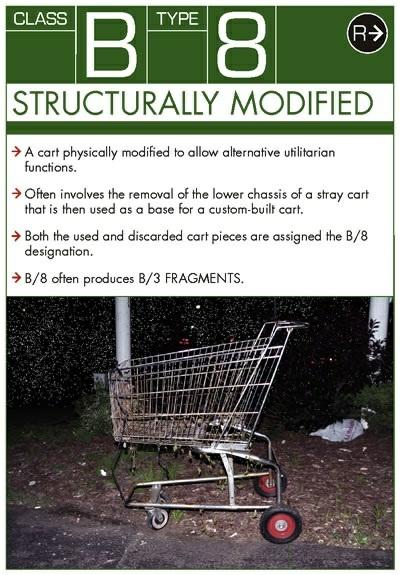 CLASS B TYPE 8 R→
STRUCTURALLY MODIFIED
→ A cart physically modified to allow alternative utilitarian
functions.
→ Often involves the removal of the lower chassis of a stray cart
that is then used as a base for a custom-built cart.
→ Both the used and discarded cart pieces are assigned the B/8
designation.
→ B/8 often produces B/3 FRAGMENTS.